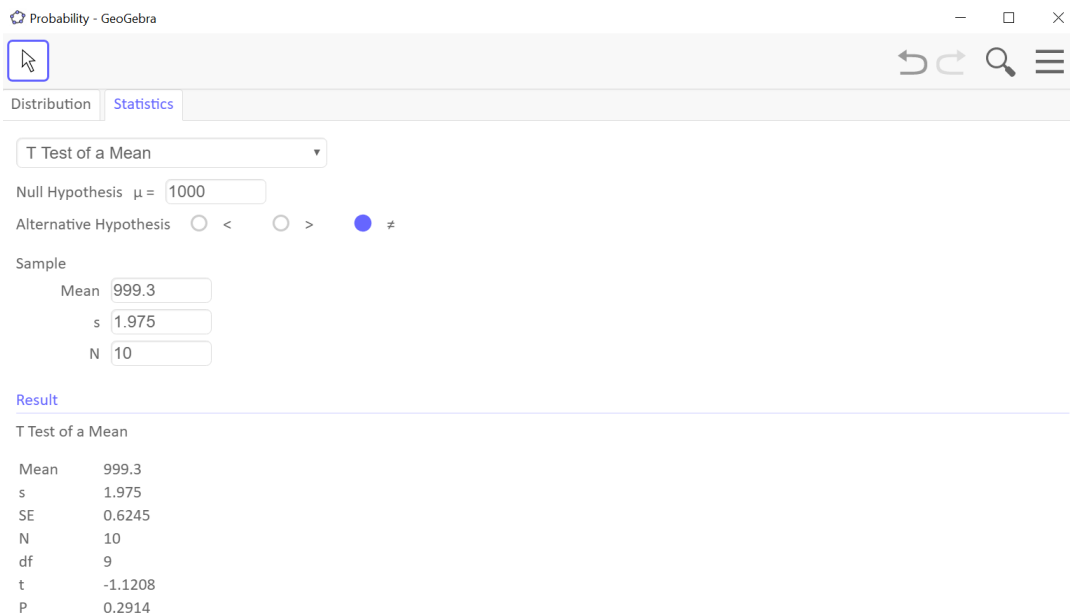 Probability - GeoGebra
Distribution Statistics
T Test of a Mean
Null Hypothesis μ = 1000
Alternative Hypothesis < > ≠
Sample
Mean 999.3
s 1.975
N 10
Result
T Test of a Mean
Mean 999.3
s 1.975
SE 0.6245
N 10
df 9
t -1.1208
P 0.2914